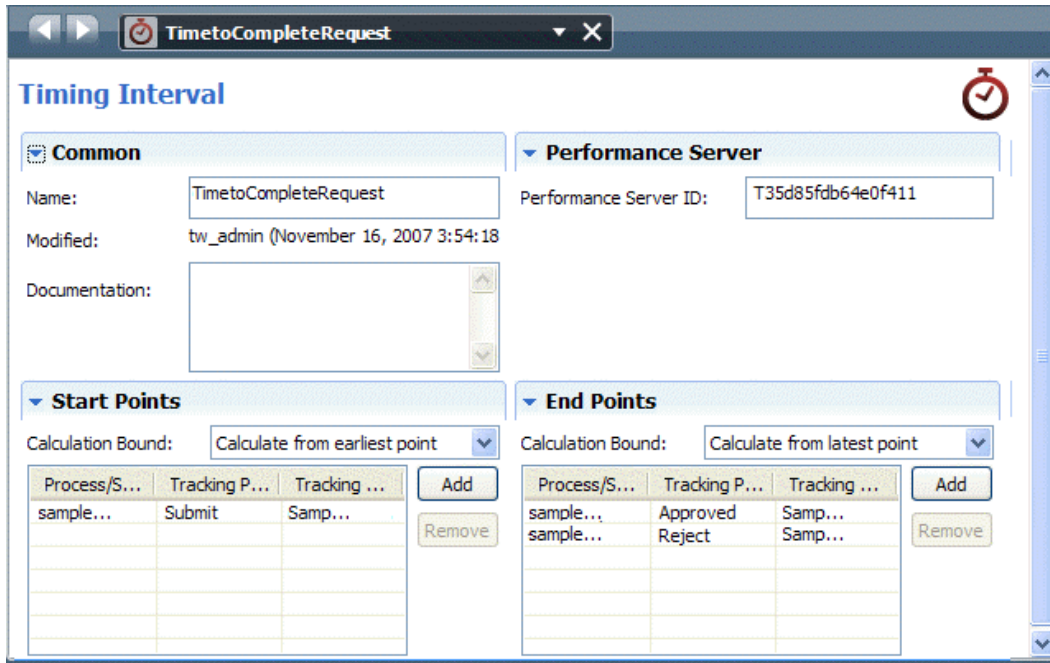 TimetoCompleteRequest
Timing Interval
Common
Performance Server
Name:
TimetoCompleteRequest
Performance Server ID:
T35d85fdb64e0f411
Modified:
tw_admin (November 16, 2007 3:54:18
Documentation:
Start Points
End Points
Calculation Bound:
Calculate from earliest point
Calculation Bound:
Calculate from latest point
Process/S... Tracking P... Tracking ...
Add
Process/S... Tracking P... Tracking ...
Add
sample... Submit Samp...
Remove
sample... Approved Samp...
sample... Reject Samp...
Remove